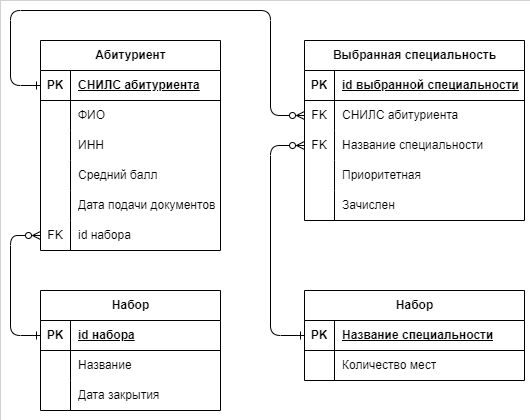 Абитуриент
PK СНИЛС абитуриента
ФИО
ИНН
Средний балл
Дата подачи документов
FK id набора
Выбранная специальность
PK id выбранной специальности
FK СНИЛС абитуриента
FK Название специальности
Приоритетная
Зачислен
Набор
PK id набора
Название
Дата закрытия
Набор
PK Название специальности
Количество мест